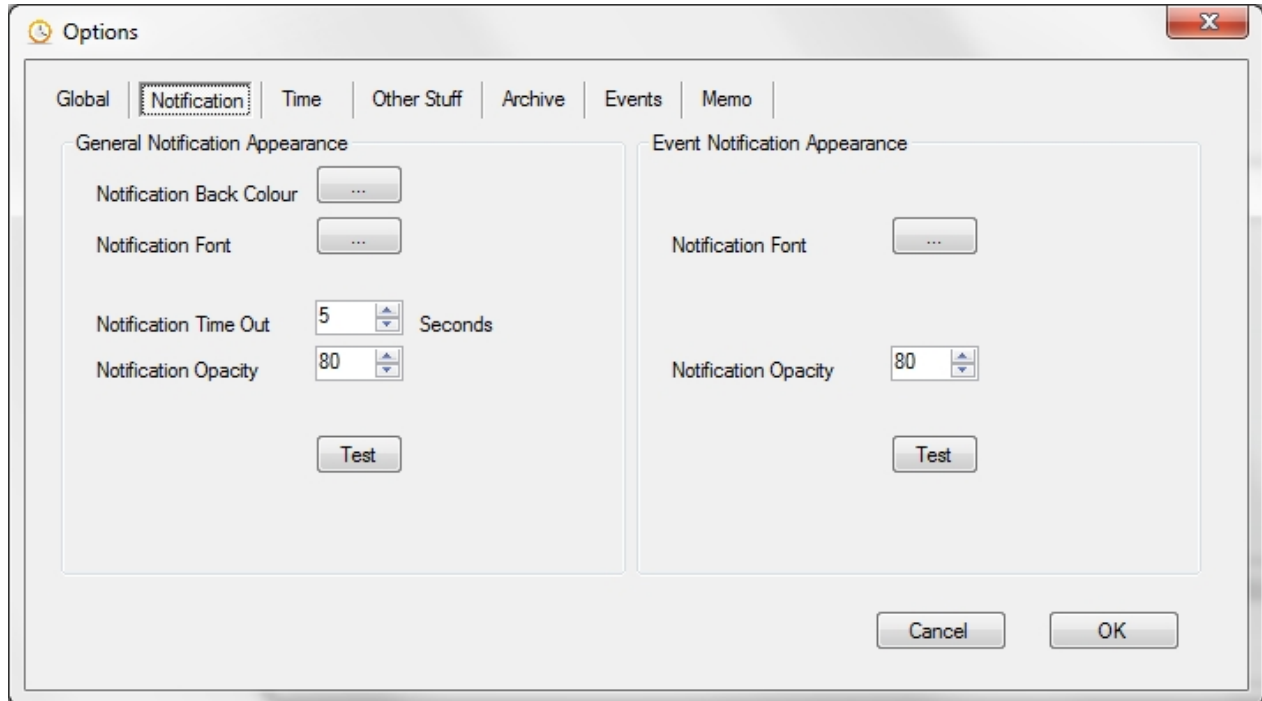 Options
Global Notification Time Other Stuff Archive Events Memo
General Notification Appearance
Notification Back Colour ...
Notification Font ...
Notification Time Out 5 Seconds
Notification Opacity 80
Test
Event Notification Appearance
Notification Font ...
Notification Opacity 80
Test
Cancel OK